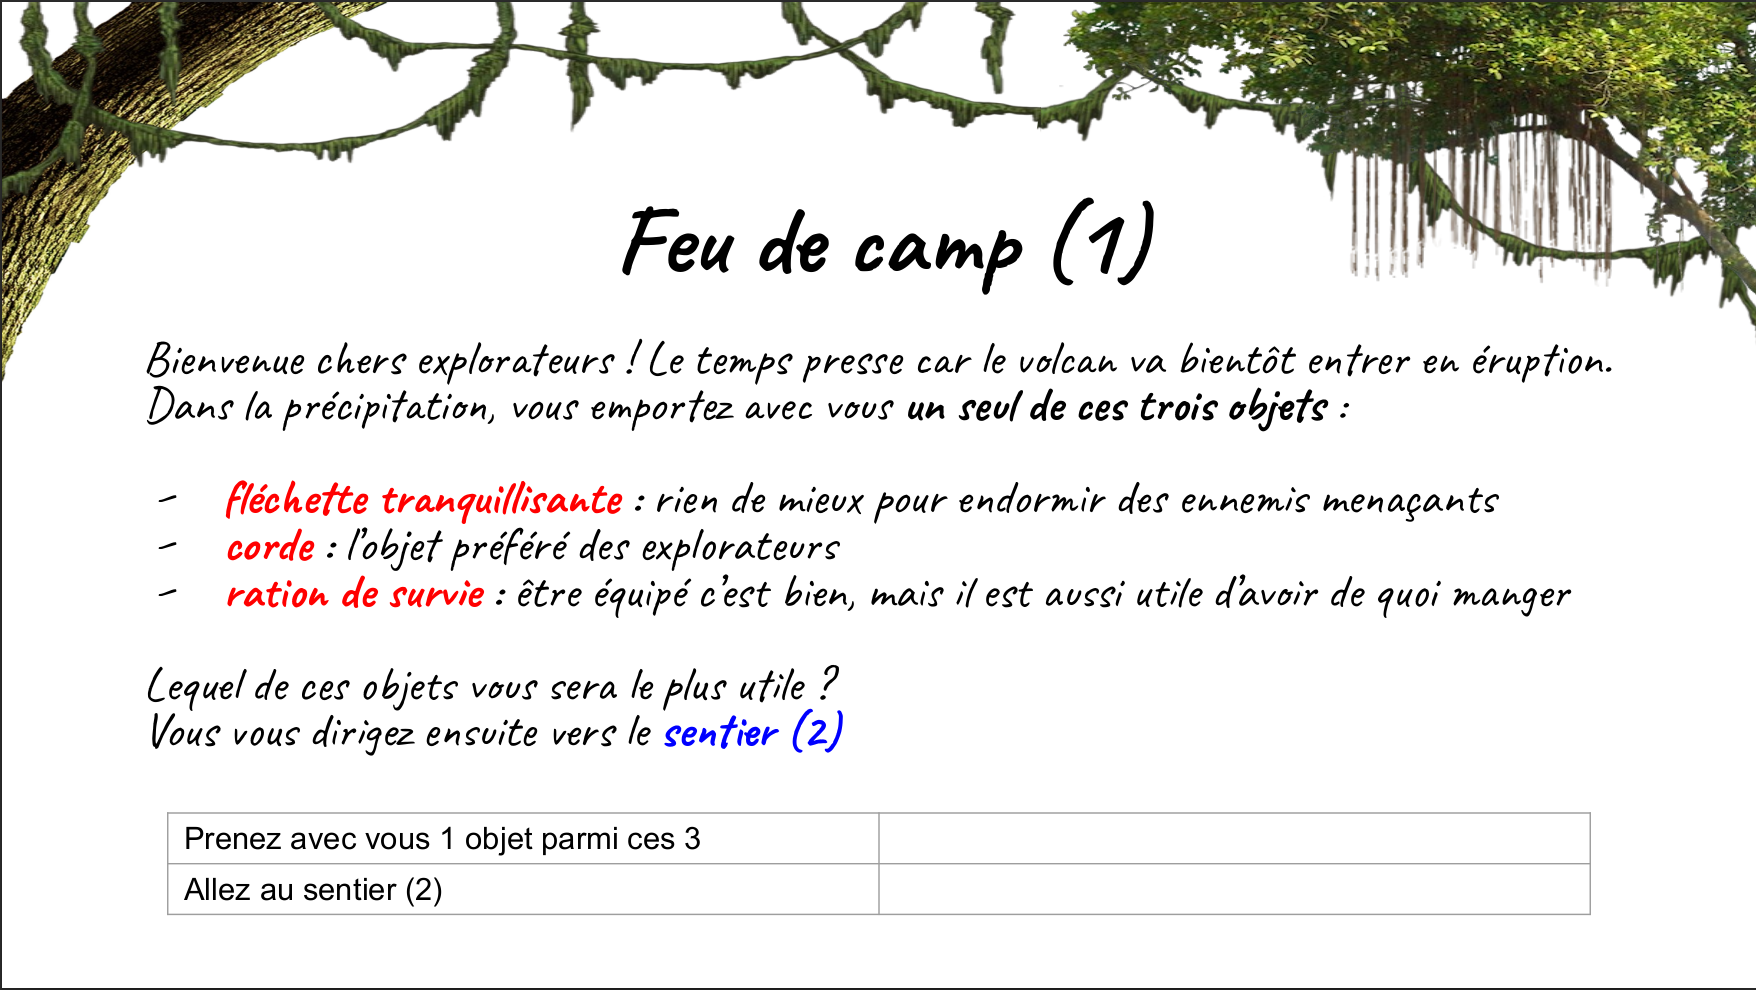 Feu de camp (1)
Bienvenue chers explorateurs ! Le temps presse car le volcan va bientôt entrer en éruption.
Dans la précipitation, vous emportez avec vous un seul de ces trois objets :
- fléchette tranquillisante : rien de mieux pour endormir des ennemis menaçants
- corde : l’objet préféré des explorateurs
- ration de survie : être équipé c’est bien, mais il est aussi utile d’avoir de quoi manger
Lequel de ces objets vous sera le plus utile ?
Vous vous dirigez ensuite vers le sentier (2)
Prenez avec vous 1 objet parmi ces 3
Allez au sentier (2)